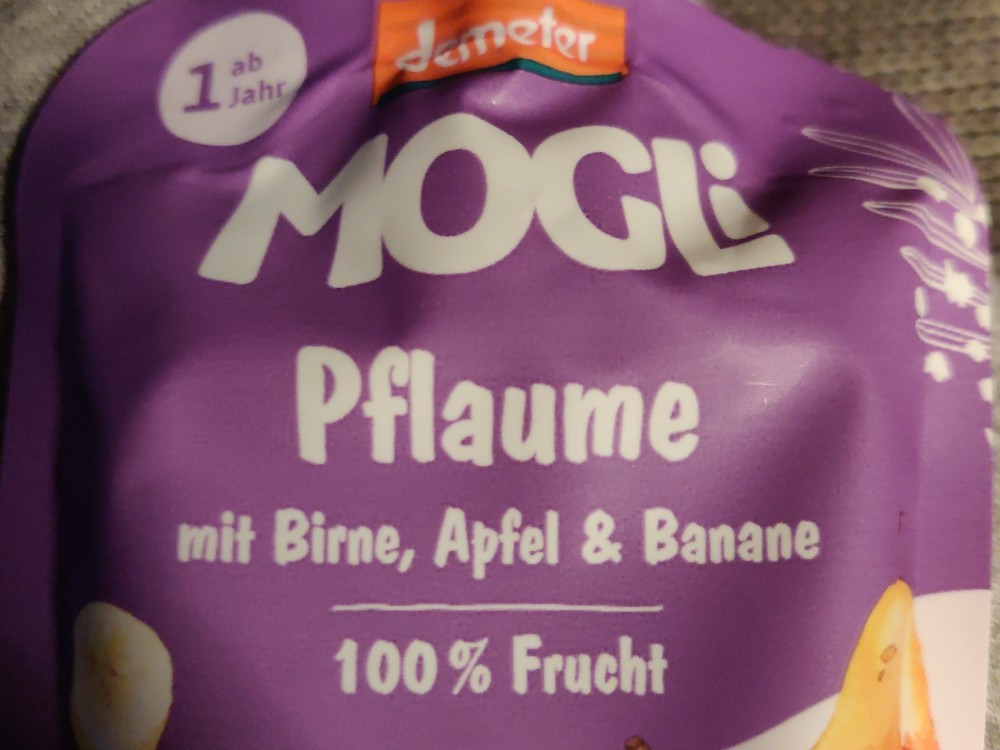 demeter
1 ab
Jahr
MOGLi
Pflaume
mit Birne, Apfel & Banane
100% Frucht